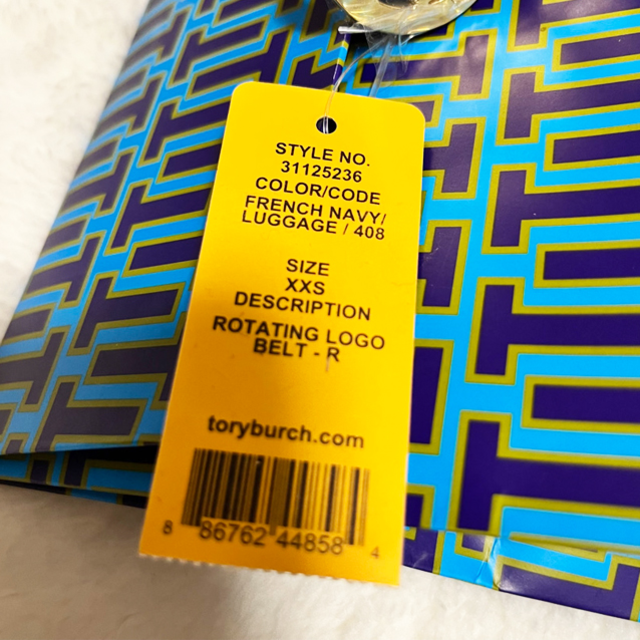 STYLE NO.
31125236
COLOR/CODE
FRENCH NAVY/
LUGGAGE / 408
SIZE
XXS
DESCRIPTION
ROTATING LOGO
BELT - R
toryburch.com
8 86762 44858 4